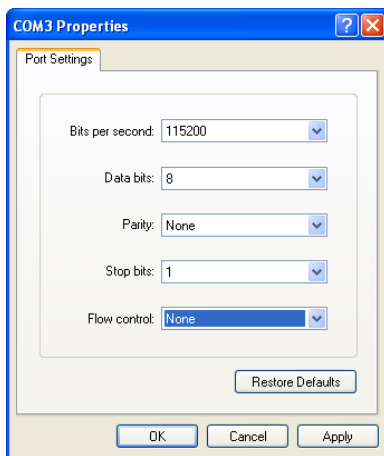 COM3 Properties
Port Settings
Bits per second: 115200
Data bits: 8
Parity: None
Stop bits: 1
Flow control: None
Restore Defaults
OK Cancel Apply